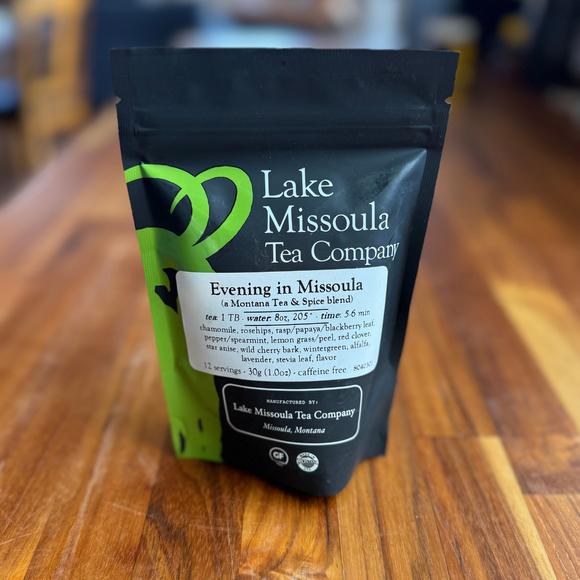 Lake
Missoula
Tea Company
Evening in Missoula
(a Montana Tea & Spice blend)
tea: 1 TB - water: 8oz, 205° - time: 5-6 min
chamomile, rosehips, rasp/papaya/blackberry leaf,
pepper/spearmint, lemon grass/peel, red clover,
star anise, wild cherry bark, wintergreen, alfalfa,
lavender, stevia leaf, flavor
12 servings - 30g (1.0oz) - caffeine free
MANUFACTURED BY:
Lake Missoula Tea Company
Missoula, Montana
GF